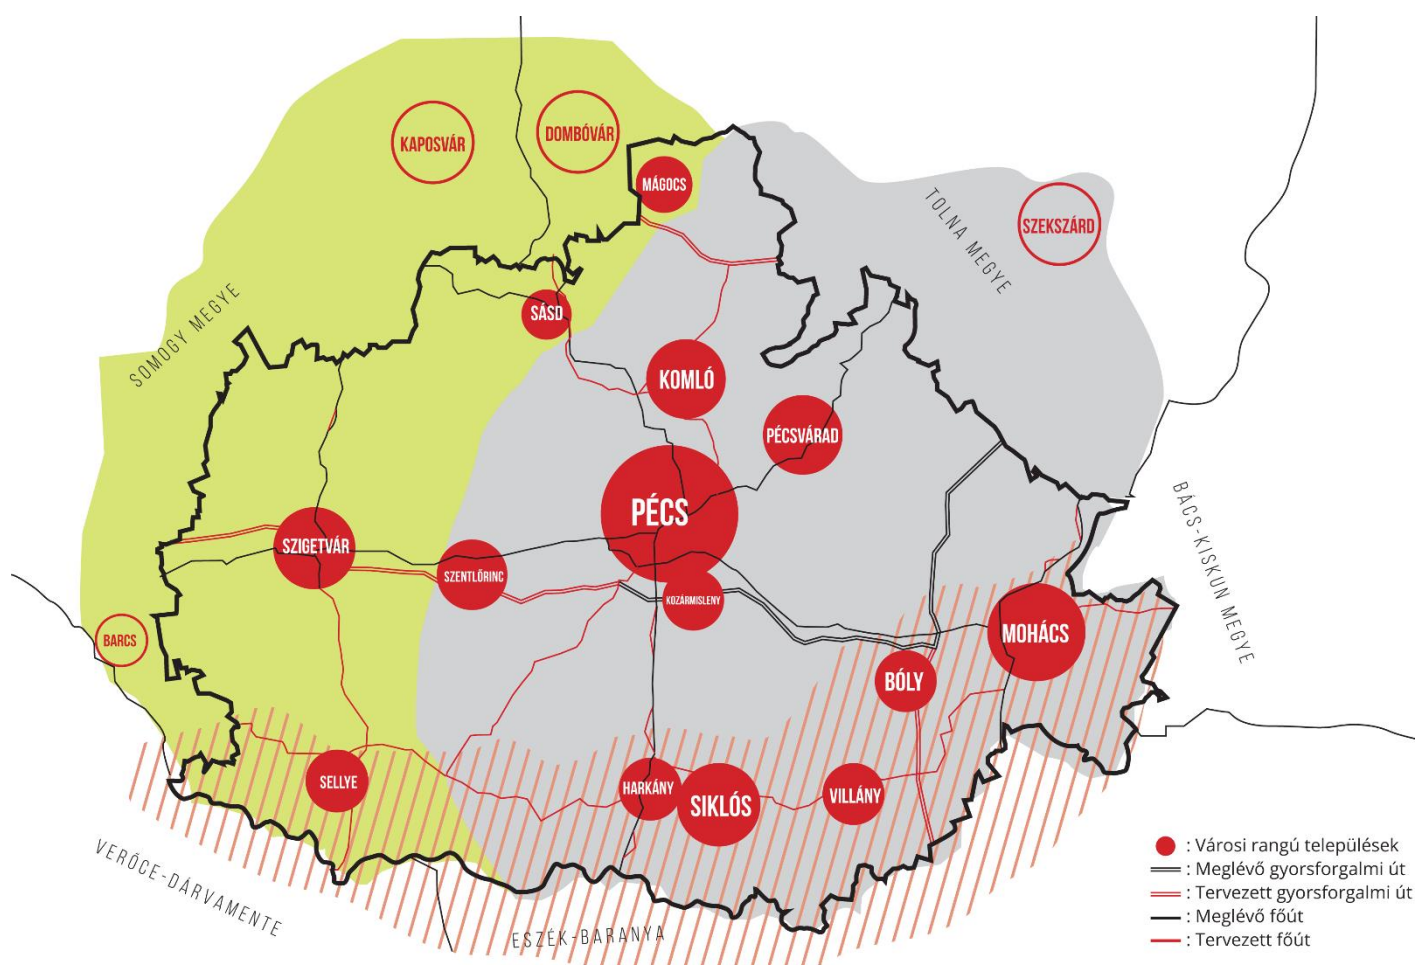 KAPOSVÁR
DOMBÓVÁR
MÁGOCS
TOLNA MEGYE
SZEKSZÁRD
SOMOGY MEGYE
SÁSD
KOMLÓ
PÉCSVÁRAD
PÉCS
BÁCS-KISKUN MEGYE
SZIGETVÁR
SZENTLŐRINC
KOZÁRMISLENY
BARCS
MOHÁCS
BÓLY
SELLYE
HARKÁNY
SIKLÓS
VILLÁNY
VERŐCE-DÁRVAMENTE
ESZÉK-BARANYA
: Városi rangú települések
: Meglévő gyorsforgalmi út
: Tervezett gyorsforgalmi út
: Meglévő főút
: Tervezett főút